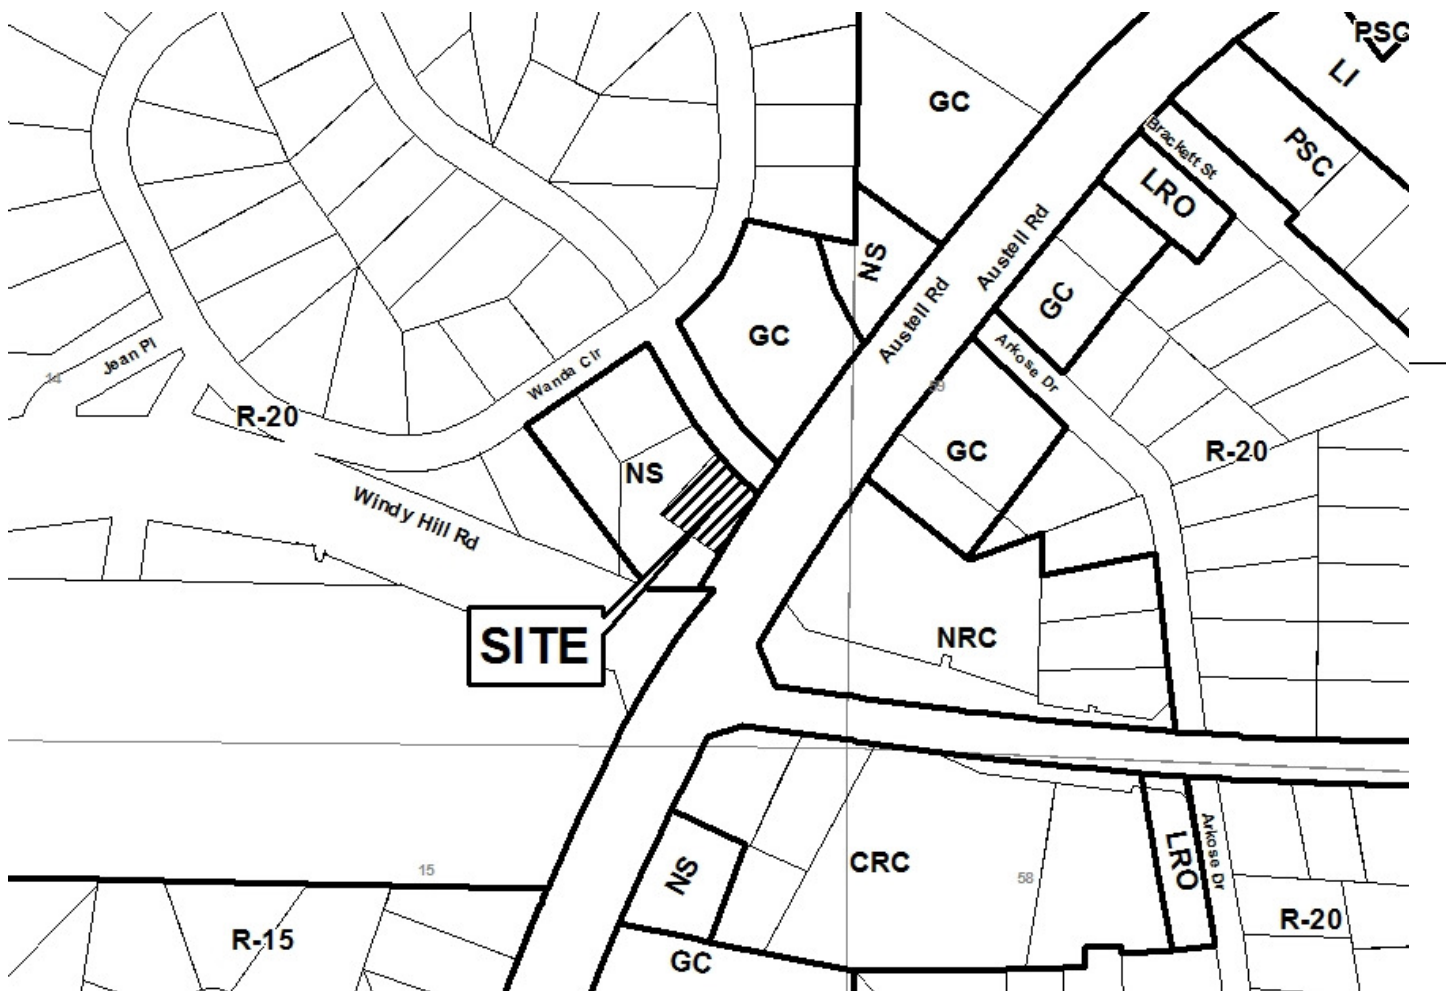 PSC
LI
GC
PSC
Brackett St
LRO
NS
Austell Rd
GC
GC
Austell Rd
Jean Pl
Wanda Cir
Arkose Dr
14
59
R-20
GC
R-20
NS
Windy Hill Rd
SITE
NRC
CRC
LRO
Arkose Dr
15
NS
58
R-15
R-20
GC